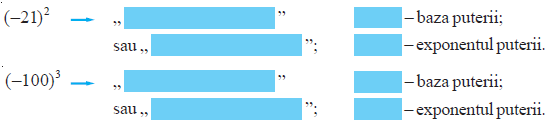 (−21)² → „ ” – baza puterii;
sau „ ”; – exponentul puterii.
(−100)³ → „ ” – baza puterii;
sau „ ”; – exponentul puterii.